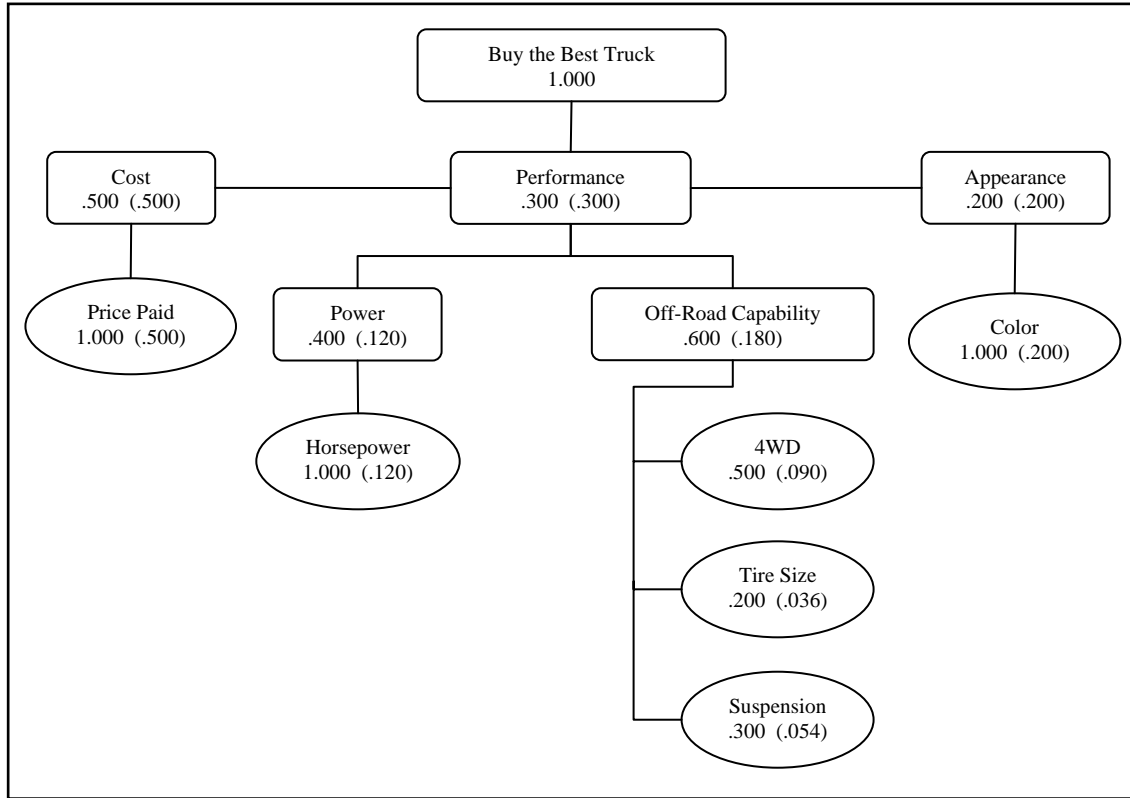 Buy the Best Truck
1.000
Cost
.500 (.500)
Performance
.300 (.300)
Appearance
.200 (.200)
Price Paid
1.000 (.500)
Power
.400 (.120)
Off-Road Capability
.600 (.180)
Color
1.000 (.200)
Horsepower
1.000 (.120)
4WD
.500 (.090)
Tire Size
.200 (.036)
Suspension
.300 (.054)